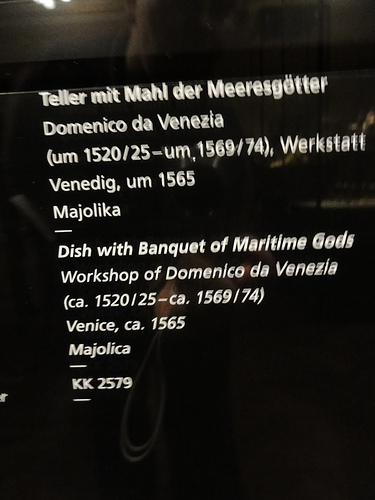 Teller mit Mahl der Meeresgötter
Domenico da Venezia
(um 1520/25–um 1569/74), Werkstatt
Venedig, um 1565
Majolika
—
Dish with Banquet of Maritime Gods
Workshop of Domenico da Venezia
(ca. 1520/25–ca. 1569/74)
Venice, ca. 1565
Majolica
—
KK 2579
—